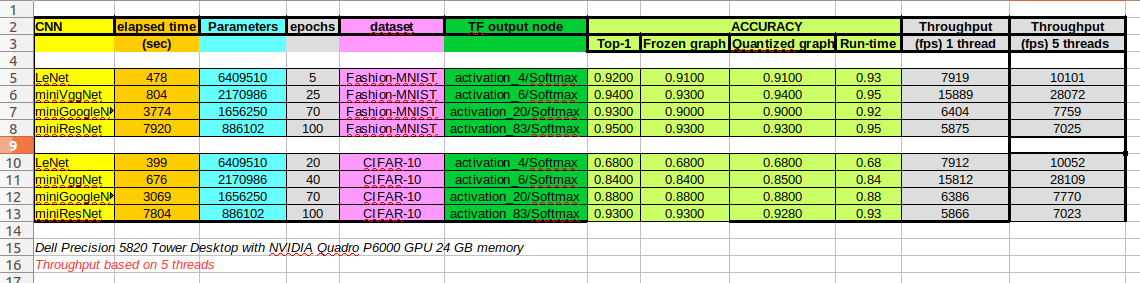 1
2 CNN elapsed time Parameters epochs dataset TF output node ACCURACY Throughput Throughput
3 (sec) Top-1 Frozen graph Quantized graph Run-time (fps) 1 thread (fps) 5 threads
4
5 LeNet 478 6409510 5 Fashion-MNIST activation_4/Softmax 0.9200 0.9100 0.9100 0.93 7919 10101
6 miniVggNet 804 2170986 25 Fashion-MNIST activation_6/Softmax 0.9400 0.9300 0.9400 0.95 15889 28072
7 miniGoogleN 3774 1656250 70 Fashion-MNIST activation_20/Softmax 0.9300 0.9000 0.9000 0.92 6404 7759
8 miniResNet 7920 886102 100 Fashion-MNIST activation_83/Softmax 0.9500 0.9300 0.9300 0.95 5875 7025
9
10 LeNet 399 6409510 20 CIFAR-10 activation_4/Softmax 0.6800 0.6800 0.6800 0.68 7912 10052
11 miniVggNet 676 2170986 40 CIFAR-10 activation_6/Softmax 0.8400 0.8400 0.8500 0.84 15812 28109
12 miniGoogleN 3069 1656250 70 CIFAR-10 activation_20/Softmax 0.8800 0.8800 0.8800 0.88 6386 7770
13 miniResNet 7804 886102 100 CIFAR-10 activation_83/Softmax 0.9300 0.9300 0.9280 0.93 5866 7023
14
15 Dell Precision 5820 Tower Desktop with NVIDIA Quadro P6000 GPU 24 GB memory
16 Throughput based on 5 threads
17